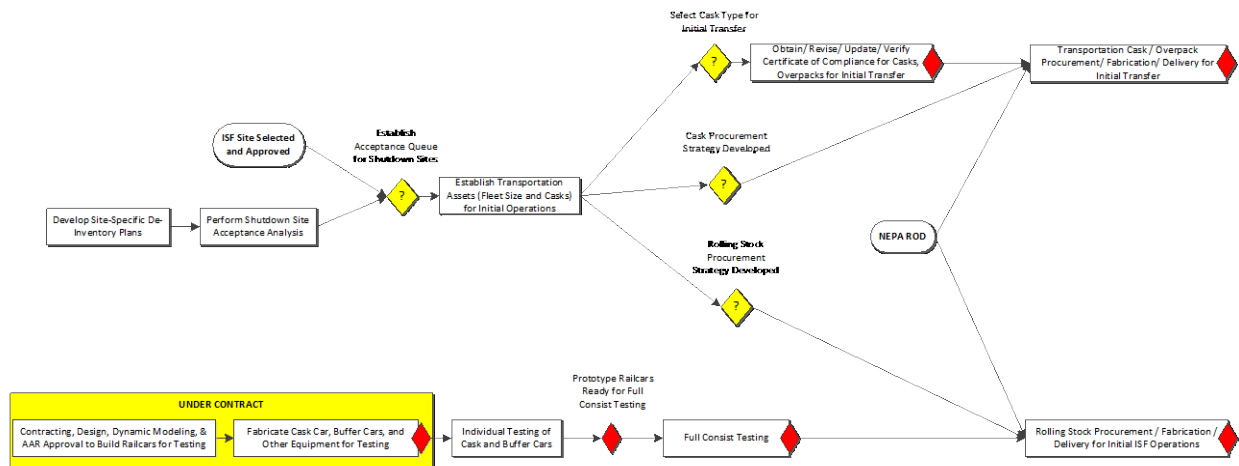 Select Cask Type for
Initial Transfer
?
Obtain/ Revise/ Update/ Verify
Certificate of Compliance for Casks,
Overpacks for Initial Transfer
Transportation Cask / Overpack
Procurement/ Fabrication/ Delivery for
Initial Transfer
ISF Site Selected
and Approved
Establish
Acceptance Queue
for Shutdown Sites
?
Cask Procurement
Strategy Developed
?
Establish Transportation
Assets (Fleet Size and Casks)
for Initial Operations
Develop Site-Specific De-
Inventory Plans
Perform Shutdown Site
Acceptance Analysis
NEPA ROD
Rolling Stock
Procurement
Strategy Developed
?
UNDER CONTRACT
Contracting, Design, Dynamic Modeling, &
AAR Approval to Build Railcars for Testing
Fabricate Cask Car, Buffer Cars, and
Other Equipment for Testing
Individual Testing of
Cask and Buffer Cars
Prototype Railcars
Ready for Full
Consist Testing
Full Consist Testing
Rolling Stock Procurement / Fabrication /
Delivery for Initial ISF Operations